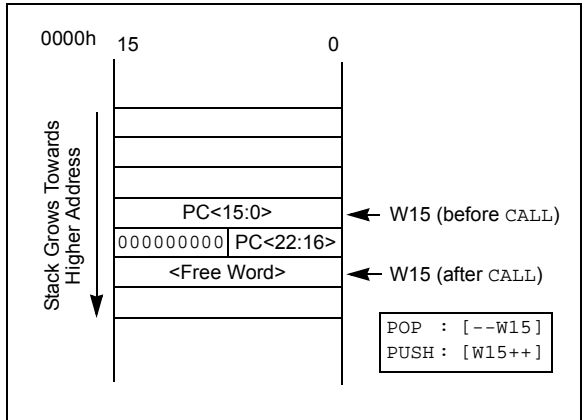 0000h
15 0
Stack Grows Towards
Higher Address
PC<15:0>
W15 (before CALL)
000000000 PC<22:16>
<Free Word>
W15 (after CALL)
POP : [--W15]
PUSH : [W15++]